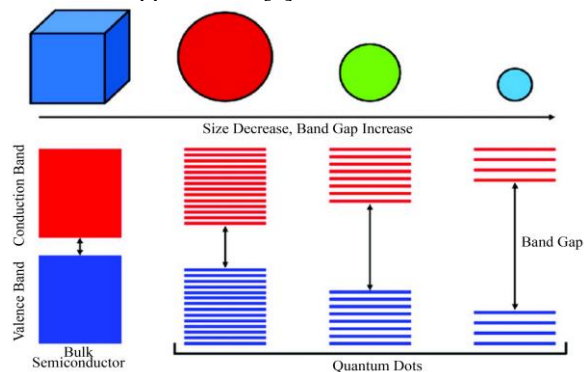 Size Decrease, Band Gap Increase
Conduction Band
Valence Band
Band Gap
Bulk
Semiconductor
Quantum Dots